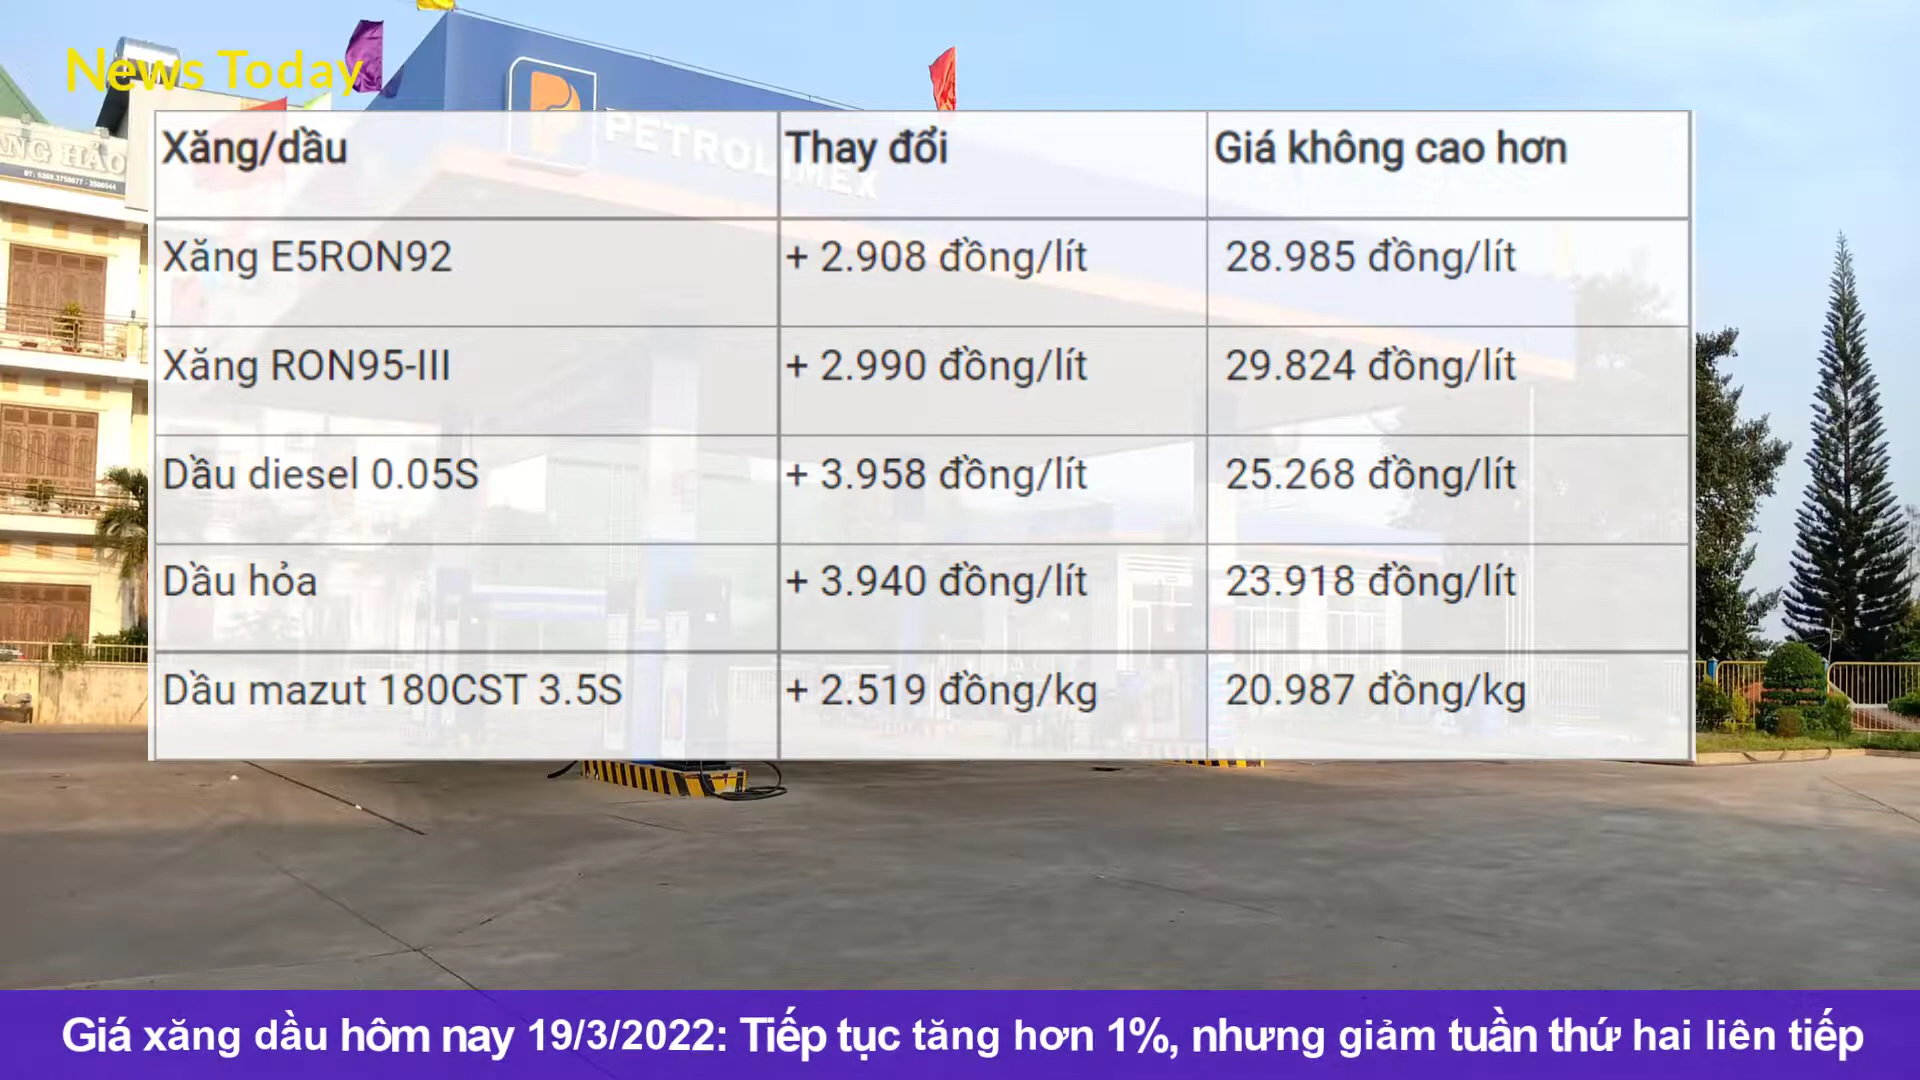 News Today
PETROLIMEX
NG HẢO
Xăng/dầu Thay đổi Giá không cao hơn
Xăng E5RON92 + 2.908 đồng/lít 28.985 đồng/lít
Xăng RON95-III + 2.990 đồng/lít 29.824 đồng/lít
Dầu diesel 0.05S + 3.958 đồng/lít 25.268 đồng/lít
Dầu hỏa + 3.940 đồng/lít 23.918 đồng/lít
Dầu mazut 180CST 3.5S + 2.519 đồng/kg 20.987 đồng/kg
Giá xăng dầu hôm nay 19/3/2022: Tiếp tục tăng hơn 1%, nhưng giảm tuần thứ hai liên tiếp